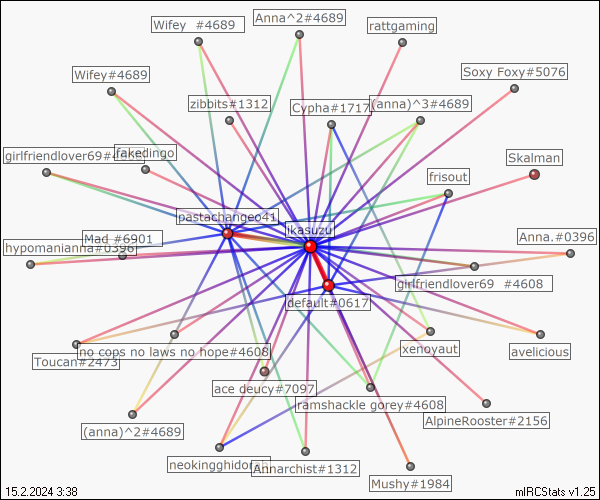 Wifey #4689
Anna^2#4689
rattgaming
Wifey#4689
Soxy Foxy#5076
zibbits#1312
Cypha#1717
(anna)^3#4689
girlfriendlover69#
fakedingo
Skalman
frisout
pastachangeo41
likasuzu
Mad #6901
hypomanianna#0396
Anna.#0396
girlfriendlover69 #4608
default#0617
Toucan#2473
no cops no laws no hope#4608
xenoyaut
avelicious
ace deucy#7097
ramshackle gorey#4608
AlpineRooster#2156
(anna)^2#4689
neokingghidorah
Annarchist#1312
Mushy#1984
15.2.2024 3:38
mIRCStats v1.25